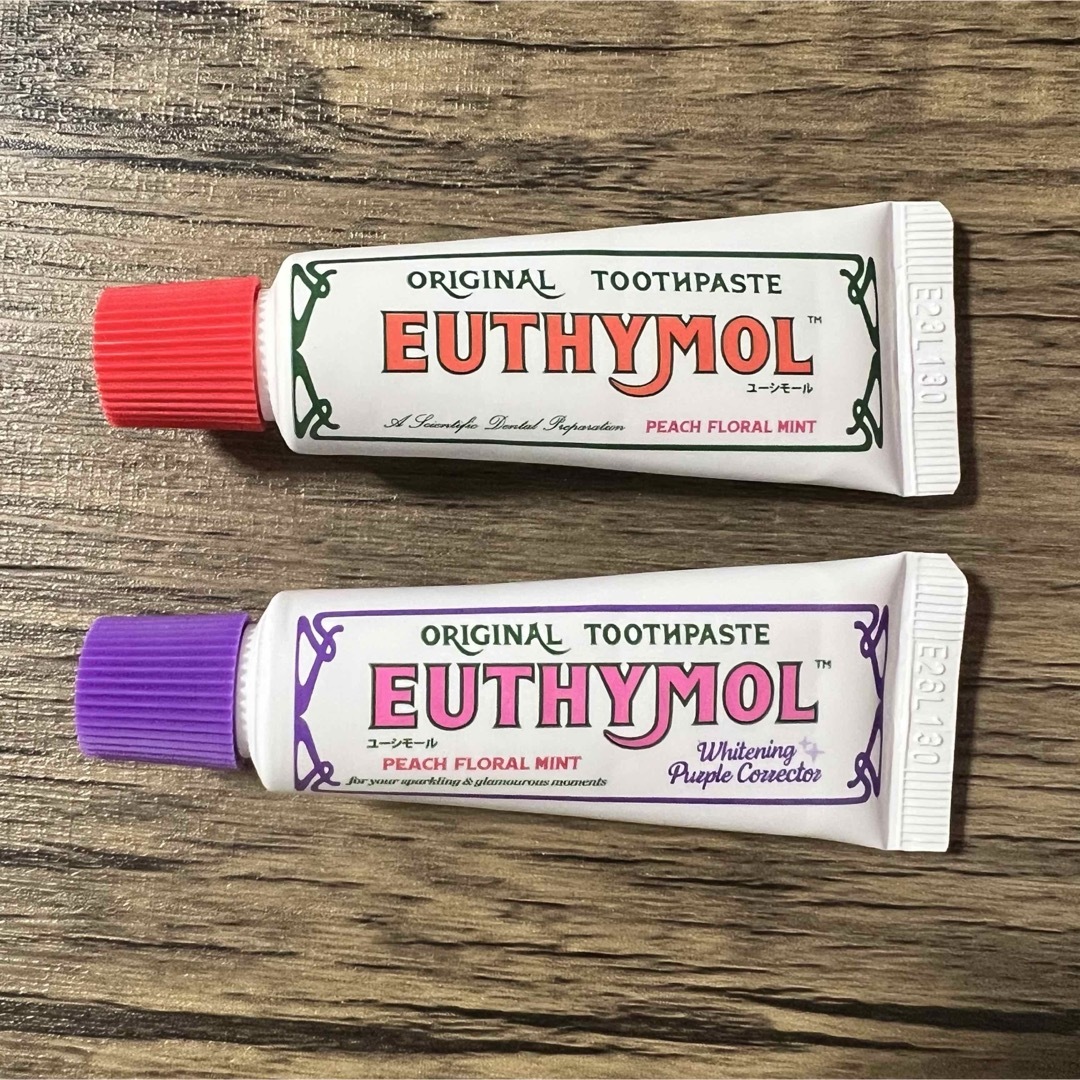 ORIGINAL TOOTHPASTE
EUTHYMOL™
ユーシモール
A Scientific Dental Preparation PEACH FLORAL MINT
E23L130
ORIGINAL TOOTHPASTE
EUTHYMOL™
ユーシモール
PEACH FLORAL MINT
for your sparkling & glamourous moments
Whitening
Purple Corrector
E26L130